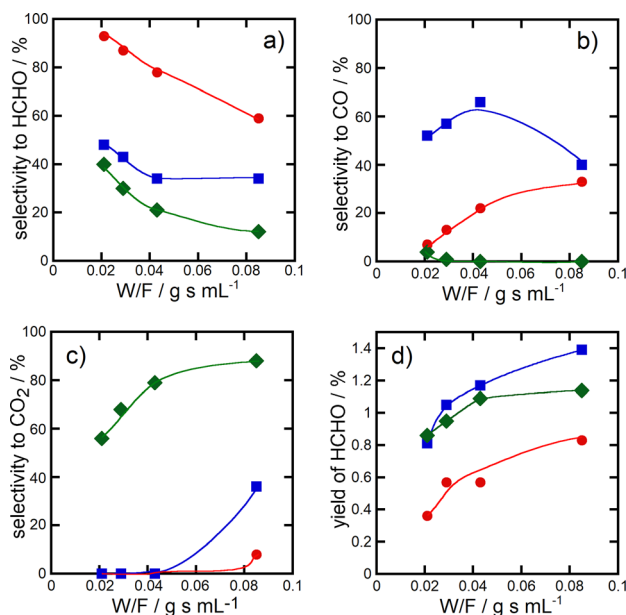 a)
selectivity to HCHO / %
100
80
60
40
20
0
0 0.02 0.04 0.06 0.08 0.1
W/F / g s mL⁻¹
b)
selectivity to CO / %
100
80
60
40
20
0
0 0.02 0.04 0.06 0.08 0.1
W/F / g s mL⁻¹
c)
selectivity to CO₂ / %
100
80
60
40
20
0
0 0.02 0.04 0.06 0.08 0.1
W/F / g s mL⁻¹
d)
yield of HCHO / %
1.4
1.2
1
0.8
0.6
0.4
0 0.02 0.04 0.06 0.08 0.1
W/F / g s mL⁻¹